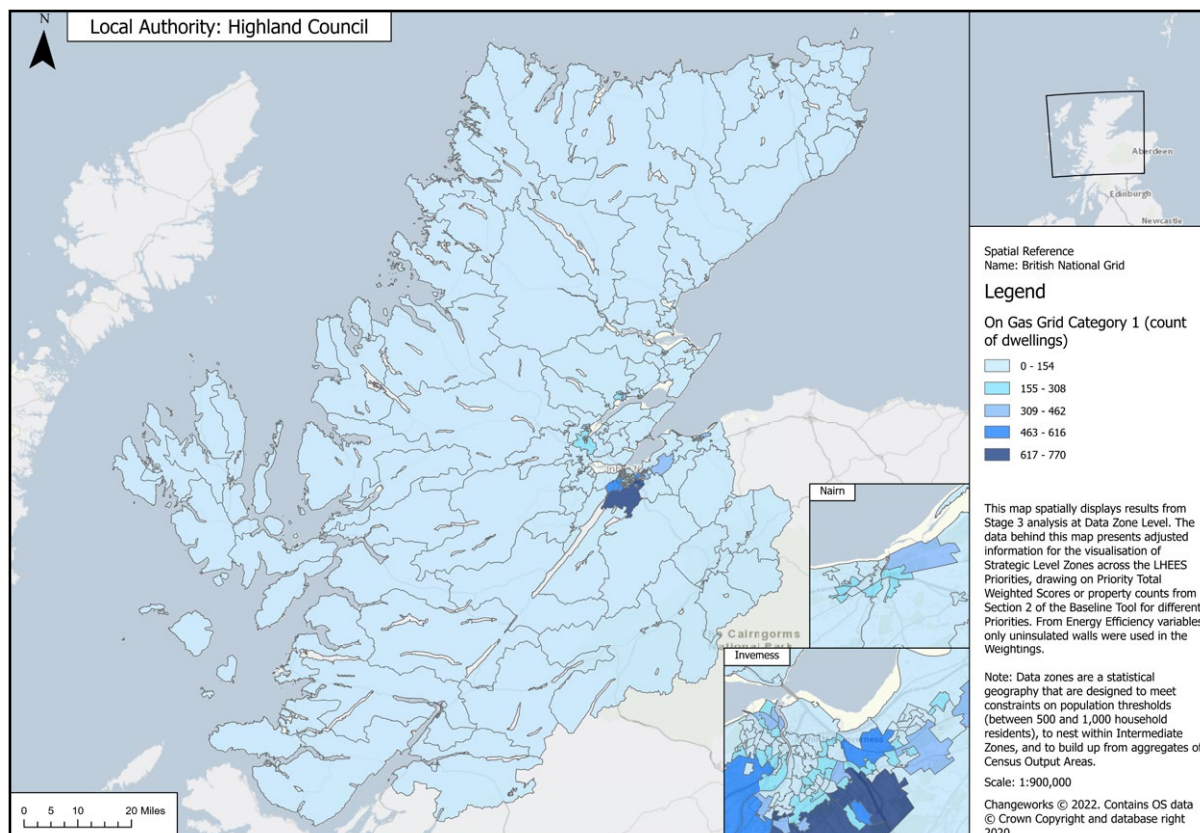 N
Local Authority: Highland Council
Aberdeen
Edinburgh
Newcastle
Spatial Reference
Name: British National Grid
Legend
On Gas Grid Category 1 (count
of dwellings)
0 - 154
155 - 308
309 - 462
463 - 616
617 - 770
Nairn
Cairngorms
Inverness
This map spatially displays results from
Stage 3 analysis at Data Zone Level. The
data behind this map presents adjusted
information for the visualisation of
Strategic Level Zones across the LHEES
Priorities, drawing on Priority Total
Weighted Scores or property counts from
Section 2 of the Baseline Tool for different
Priorities. From Energy Efficiency variables
only uninsulated walls were used in the
Weightings.
Note: Data zones are a statistical
geography that are designed to meet
constraints on population thresholds
(between 500 and 1,000 household
residents), to nest within Intermediate
Zones, and to build up from aggregates of
Census Output Areas.
Scale: 1:900,000
Changeworks © 2022. Contains OS data
© Crown Copyright and database right
2020
0 5 10 20 Miles